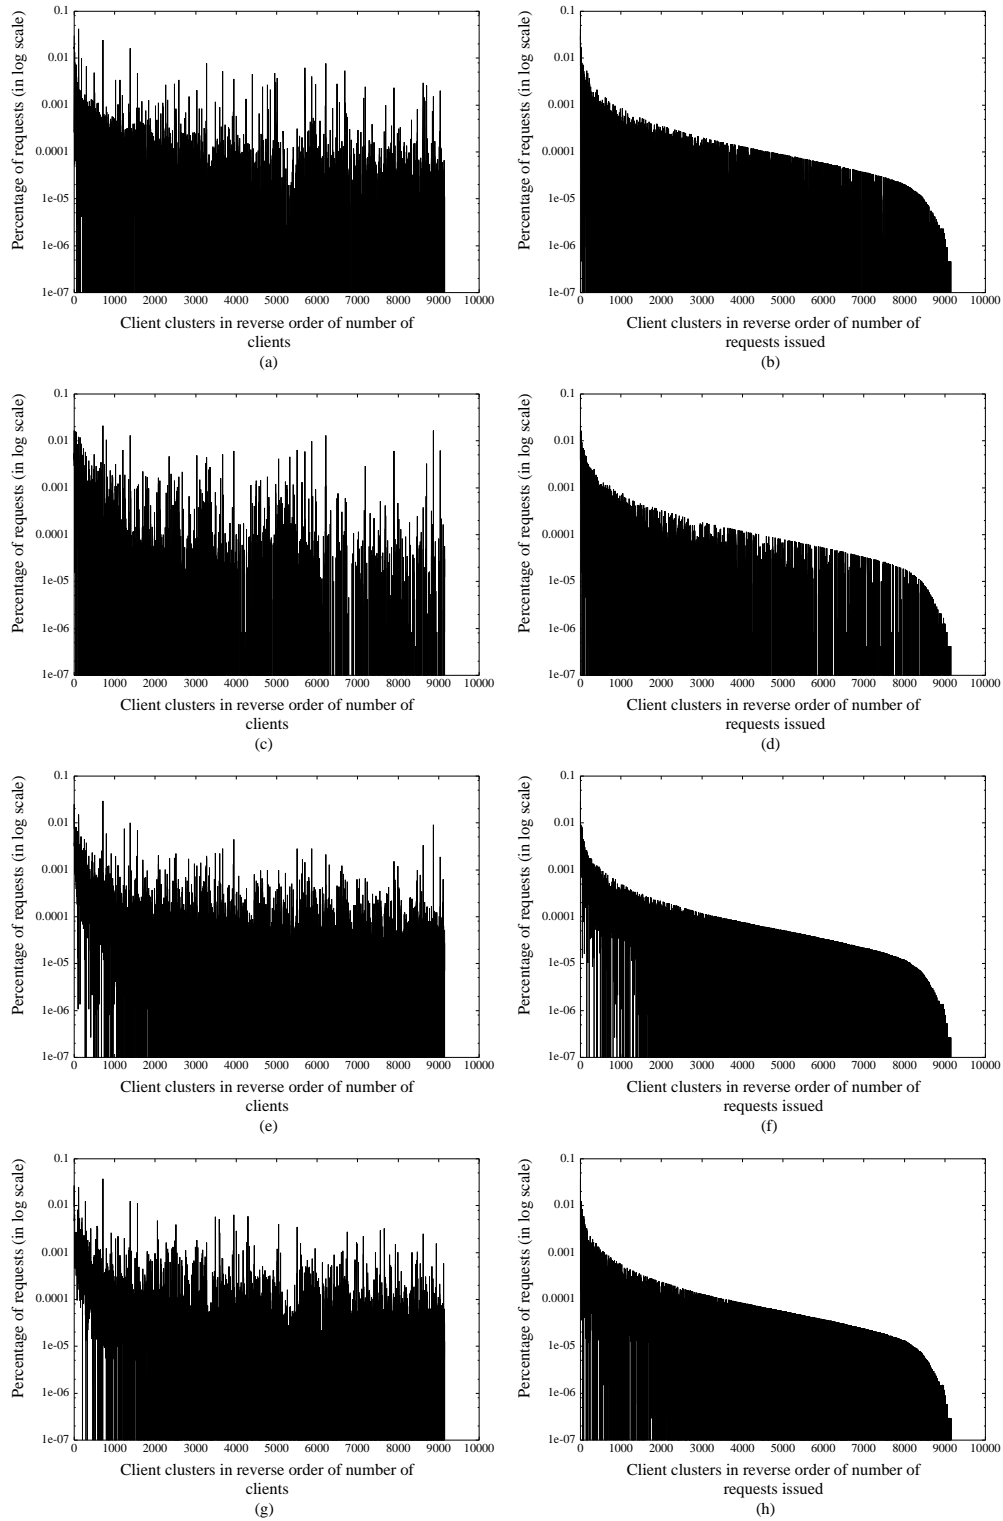 Percentage of requests (in log scale)
0.1
0.01
0.001
0.0001
1e-05
1e-06
1e-07
0 1000 2000 3000 4000 5000 6000 7000 8000 9000 10000
Client clusters in reverse order of number of
clients
(a)
Percentage of requests (in log scale)
0.1
0.01
0.001
0.0001
1e-05
1e-06
1e-07
0 1000 2000 3000 4000 5000 6000 7000 8000 9000 10000
Client clusters in reverse order of number of
requests issued
(b)
Percentage of requests (in log scale)
0.1
0.01
0.001
0.0001
1e-05
1e-06
1e-07
0 1000 2000 3000 4000 5000 6000 7000 8000 9000 10000
Client clusters in reverse order of number of
clients
(c)
Percentage of requests (in log scale)
0.1
0.01
0.001
0.0001
1e-05
1e-06
1e-07
0 1000 2000 3000 4000 5000 6000 7000 8000 9000 10000
Client clusters in reverse order of number of
requests issued
(d)
Percentage of requests (in log scale)
0.1
0.01
0.001
0.0001
1e-05
1e-06
1e-07
0 1000 2000 3000 4000 5000 6000 7000 8000 9000 10000
Client clusters in reverse order of number of
clients
(e)
Percentage of requests (in log scale)
0.1
0.01
0.001
0.0001
1e-05
1e-06
1e-07
0 1000 2000 3000 4000 5000 6000 7000 8000 9000 10000
Client clusters in reverse order of number of
requests issued
(f)
Percentage of requests (in log scale)
0.1
0.01
0.001
0.0001
1e-05
1e-06
1e-07
0 1000 2000 3000 4000 5000 6000 7000 8000 9000 10000
Client clusters in reverse order of number of
clients
(g)
Percentage of requests (in log scale)
0.1
0.01
0.001
0.0001
1e-05
1e-06
1e-07
0 1000 2000 3000 4000 5000 6000 7000 8000 9000 10000
Client clusters in reverse order of number of
requests issued
(h)